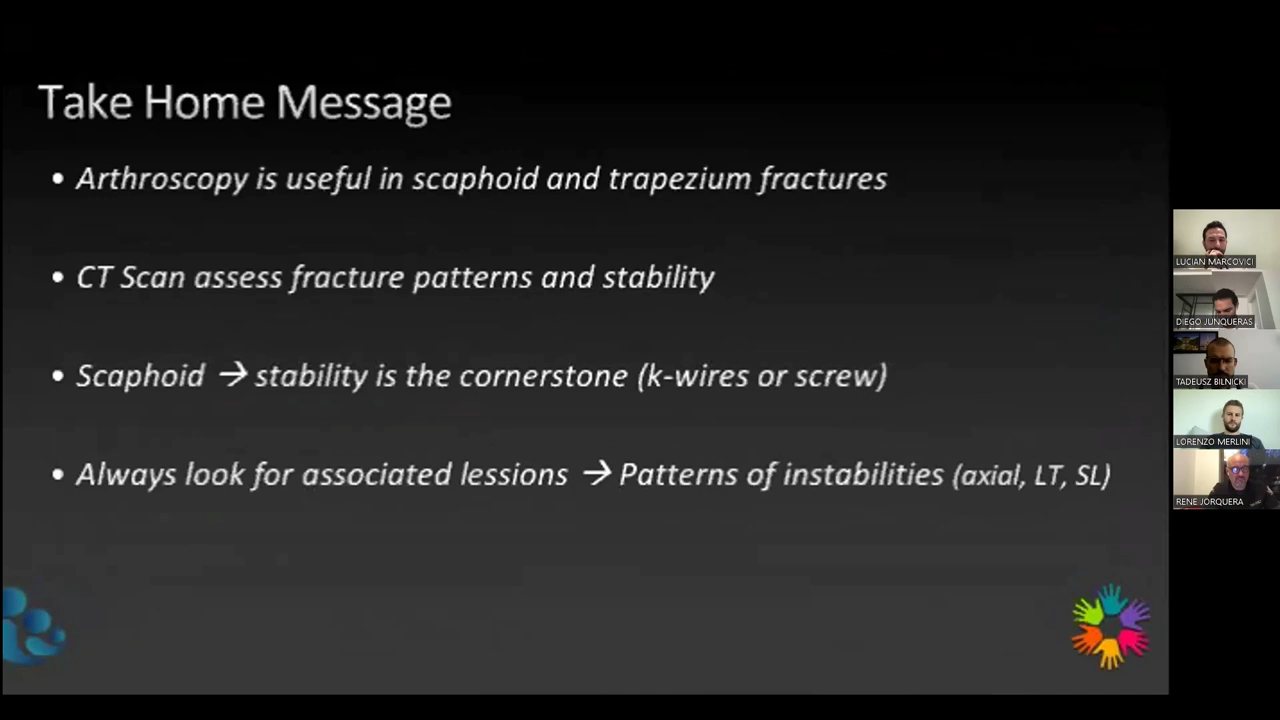 Take Home Message
• Arthroscopy is useful in scaphoid and trapezium fractures
• CT Scan assess fracture patterns and stability
• Scaphoid → stability is the cornerstone (k-wires or screw)
• Always look for associated lessions → Patterns of instabilities (axial, LT, SL)
LUCIAN MARCOVICI
DIEGO JUNQUERAS
TADEUSZ BILNICKI
LORENZO MERLINI
RENE JORQUERA